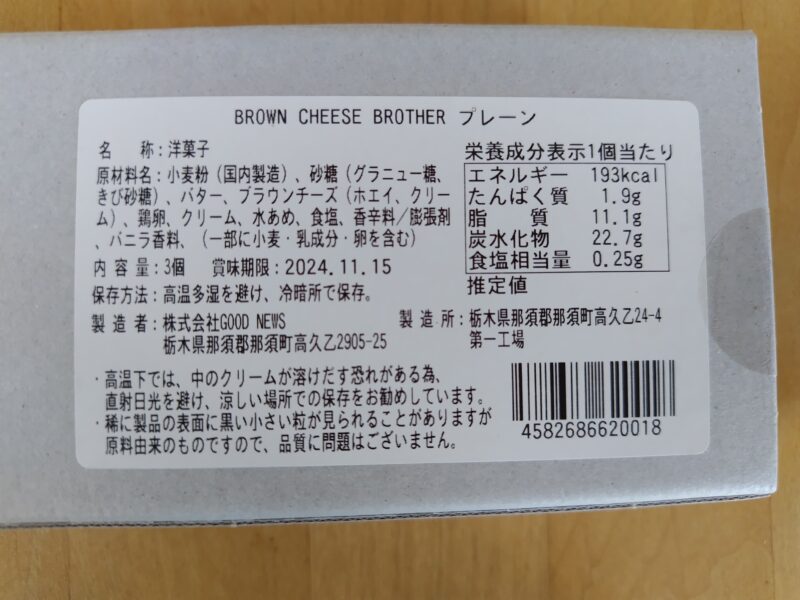 BROWN CHEESE BROTHER プレーン
名　　称：洋菓子
原材料名：小麦粉（国内製造）、砂糖（グラニュー糖、
きび砂糖）、バター、ブラウンチーズ（ホエイ、クリー
ム）、鶏卵、クリーム、水あめ、食塩、香辛料／膨張剤
、バニラ香料、（一部に小麦・乳成分・卵を含む）
内 容 量：3個　賞味期限：2024.11.15
保存方法：高温多湿を避け、冷暗所で保存。
製 造 者：株式会社GOOD NEWS
栃木県那須郡那須町高久乙2905-25
栄養成分表示1個当たり
エネルギー　193kcal
たんぱく質　1.9g
脂　　質　11.1g
炭水化物　22.7g
食塩相当量　0.25g
推定値
製 造 所：栃木県那須郡那須町高久乙24-4
第一工場
・高温下では、中のクリームが溶けだす恐れがある為、
直射日光を避け、涼しい場所での保存をお勧めしています。
・稀に製品の表面に黒い小さい粒が見られることがありますが
原料由来のものですので、品質に問題はございません。
4582686620018